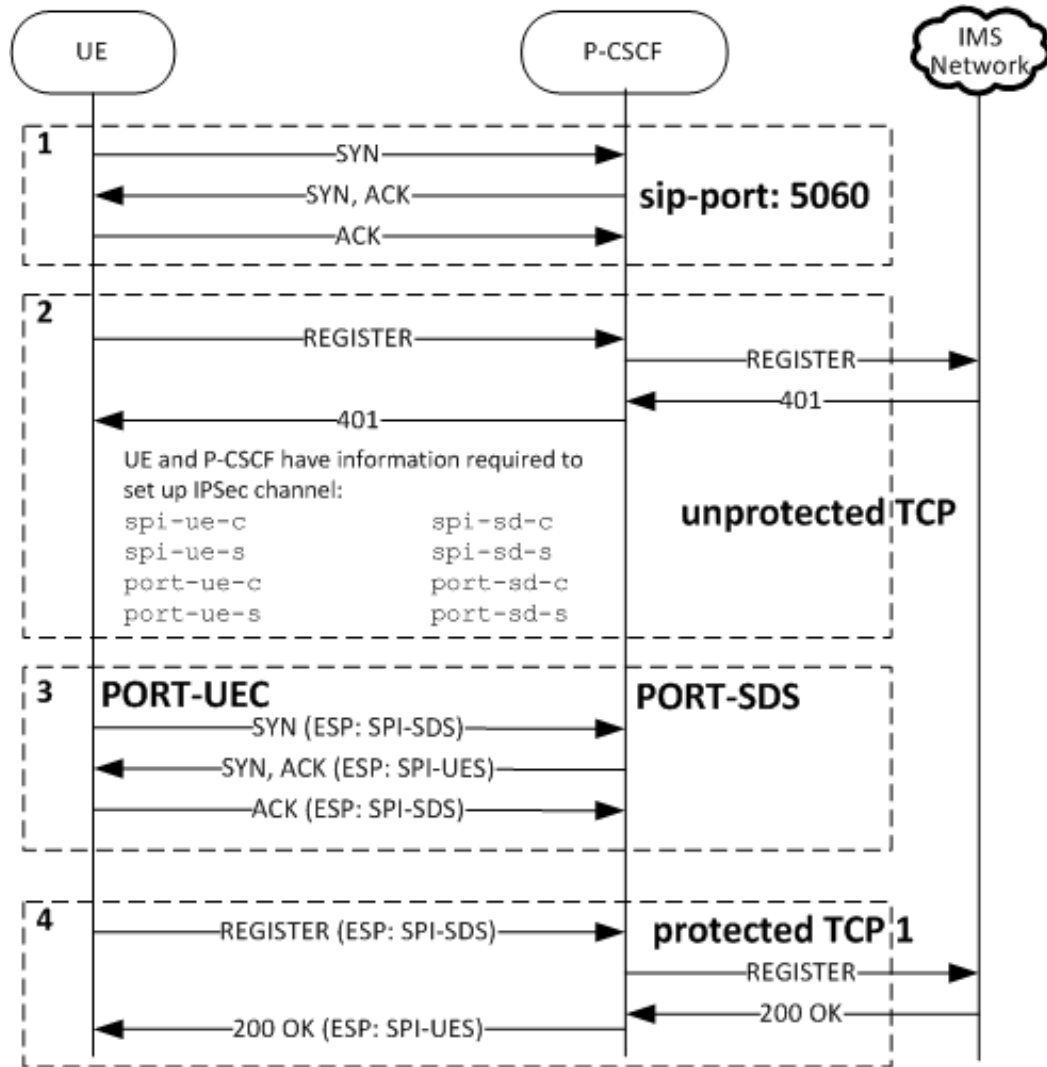 UE
P-CSCF
IMS
Network
1
SYN
SYN, ACK
sip-port: 5060
ACK
2
REGISTER
REGISTER
401
401
UE and P-CSCF have information required to
set up IPSec channel:
spi-ue-c spi-sd-c
unprotected TCP
spi-ue-s spi-sd-s
port-ue-c port-sd-c
port-ue-s port-sd-s
3 PORT-UEC PORT-SDS
SYN (ESP: SPI-SDS)
SYN, ACK (ESP: SPI-UES)
ACK (ESP: SPI-SDS)
4
REGISTER (ESP: SPI-SDS)
protected TCP 1
REGISTER
200 OK
200 OK (ESP: SPI-UES)